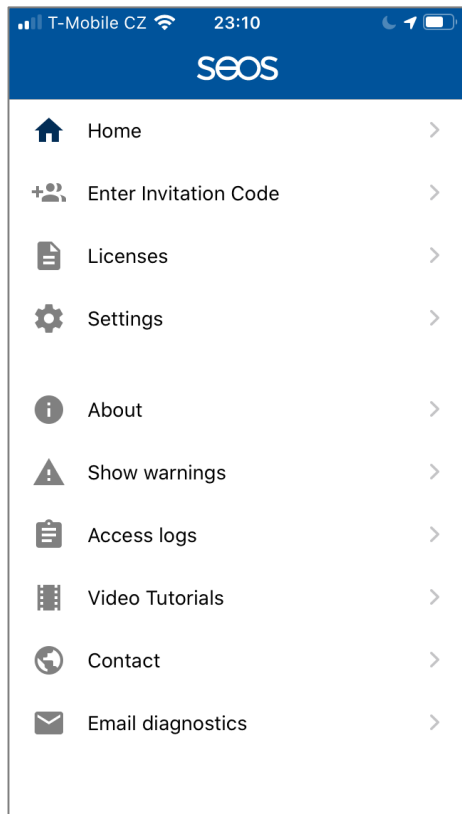 T-Mobile CZ 23:10
SEOS
Home
Enter Invitation Code
Licenses
Settings
About
Show warnings
Access logs
Video Tutorials
Contact
Email diagnostics